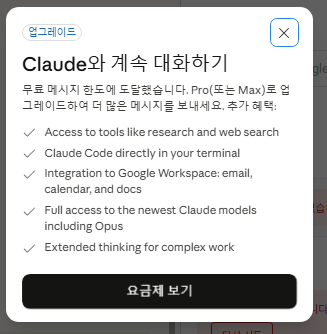 업그레이드
Claude와 계속 대화하기
무료 메시지 한도에 도달했습니다. Pro(또는 Max)로 업
그레이드하여 더 많은 메시지를 보내세요. 추가 혜택:
Access to tools like research and web search
Claude Code directly in your terminal
Integration to Google Workspace: email,
calendar, and docs
Full access to the newest Claude models
including Opus
Extended thinking for complex work
요금제 보기